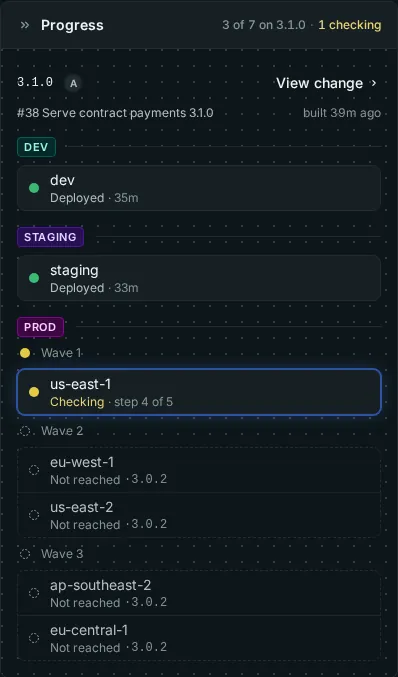 » Progress 3 of 7 on 3.1.0 · 1 checking
3.1.0 A View change ›
#38 Serve contract payments 3.1.0 built 39m ago
DEV
dev
Deployed · 35m
STAGING
staging
Deployed · 33m
PROD
Wave 1
us-east-1
Checking · step 4 of 5
Wave 2
eu-west-1
Not reached · 3.0.2
us-east-2
Not reached · 3.0.2
Wave 3
ap-southeast-2
Not reached · 3.0.2
eu-central-1
Not reached · 3.0.2